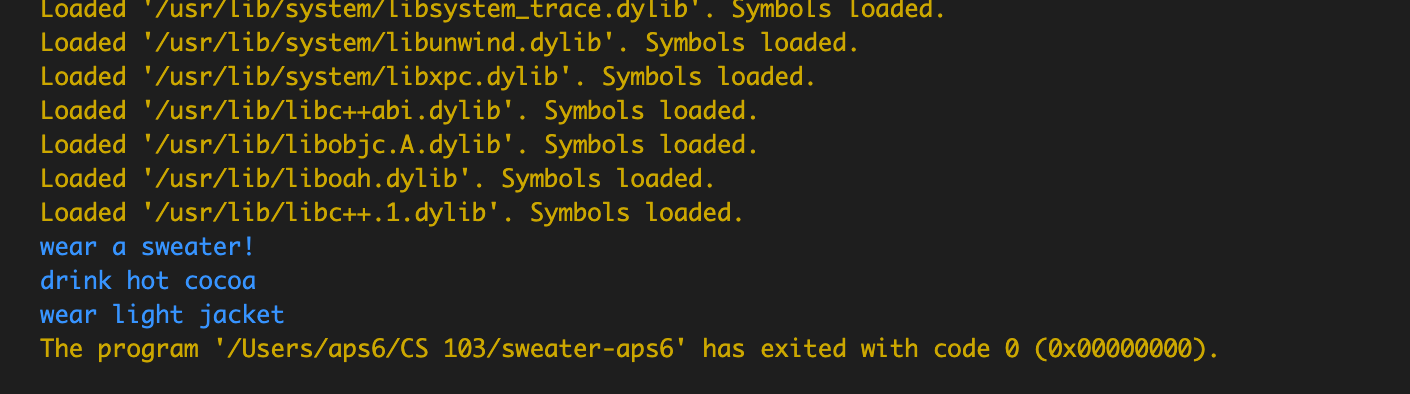 Loaded '/usr/lib/system/libsystem_trace.dylib'. Symbols loaded.
Loaded '/usr/lib/system/libunwind.dylib'. Symbols loaded.
Loaded '/usr/lib/system/libxpc.dylib'. Symbols loaded.
Loaded '/usr/lib/libc++abi.dylib'. Symbols loaded.
Loaded '/usr/lib/libobjc.A.dylib'. Symbols loaded.
Loaded '/usr/lib/liboah.dylib'. Symbols loaded.
Loaded '/usr/lib/libc++.1.dylib'. Symbols loaded.
wear a sweater!
drink hot cocoa
wear light jacket
The program '/Users/aps6/CS 103/sweater-aps6' has exited with code 0 (0x00000000).